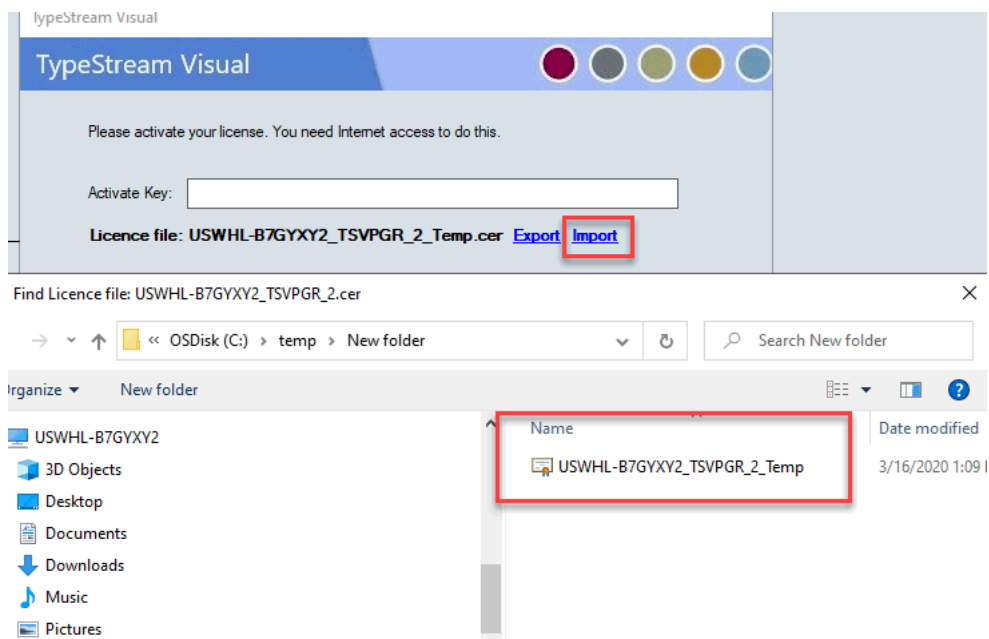 TypeStream Visual
TypeStream Visual
Please activate your license. You need Internet access to do this.
Activate Key:
Licence file: USWHL-B7GYXY2_TSVPGR_2_Temp.cer Export Import
Find Licence file: USWHL-B7GYXY2_TSVPGR_2.cer
« OSDisk (C:) › temp › New folder
Search New folder
Organize New folder
USWHL-B7GYXY2
Name Date modified
3D Objects
USWHL-B7GYXY2_TSVPGR_2_Temp 3/16/2020 1:09
Desktop
Documents
Downloads
Music
Pictures